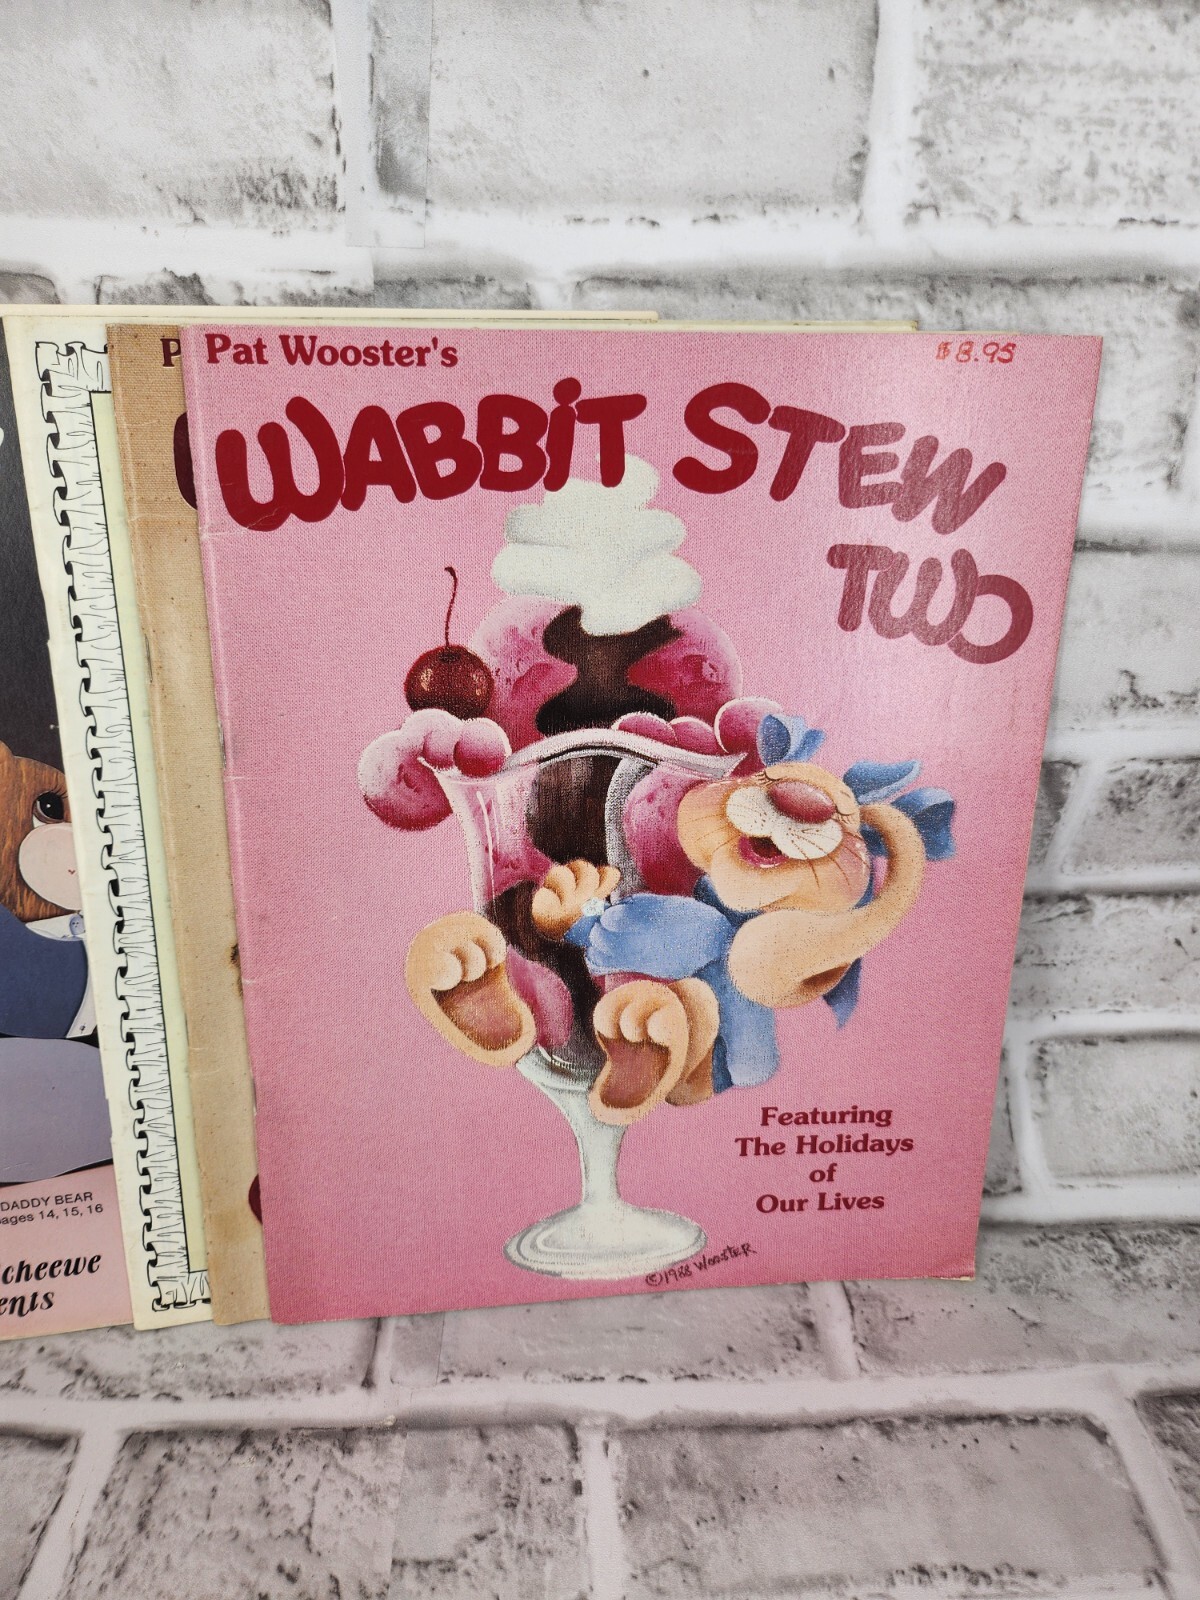 Pat Wooster's
$8.95
WABBIT STEW
TWO
Featuring
The Holidays
of
Our Lives
©1988 WOOSTER
P
DADDY BEAR
ages 14, 15, 16
cheewe
ents